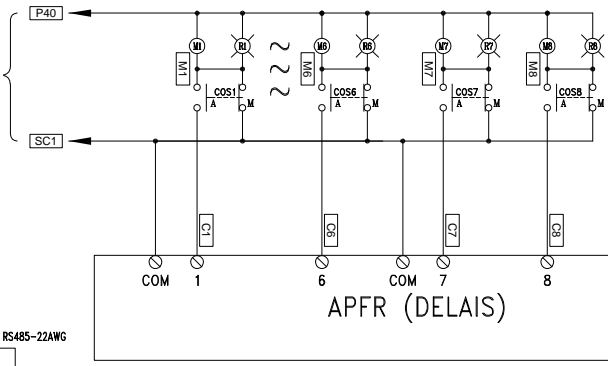 P40
M1 R1 M6 R6 M7 R7 M8 R8
M1 M6 M7 M8
COS1 COS6 COS7 COS8
A M A M A M A M
SC1
C1 C6 C7 C8
COM 1 6 COM 7 8
APFR (DELAIS)
RS485-22AWG